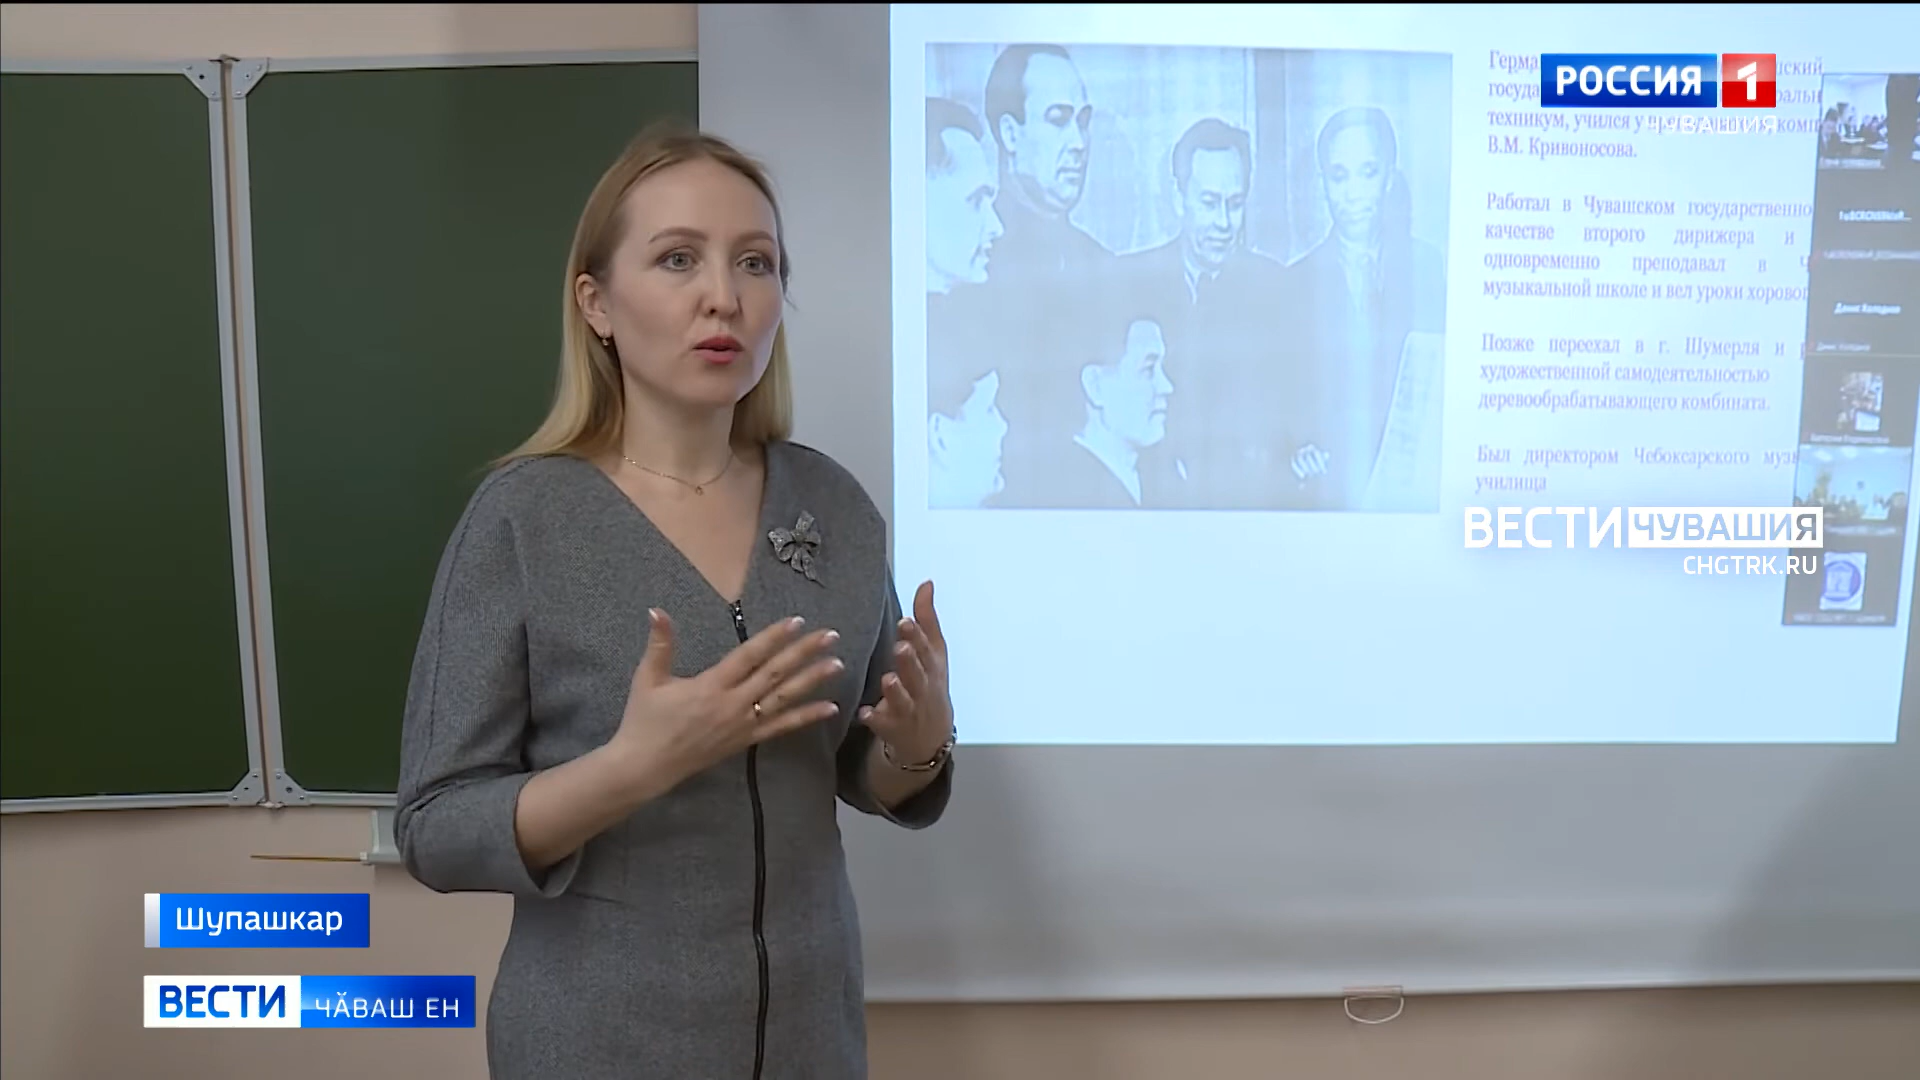 РОССИЯ 1
ЧУВАШИЯ
Герма
госуда
техникум, учился у
В.М. Кривоносова.
Работал в Чувашском государственно
качестве второго дирижера и
одновременно преподавал в Ч
музыкальной школе и вел уроки хорово
Позже переехал в г. Шумерля и
художественной самодеятельностью
деревообрабатывающего комбината.
Был директором Чебоксарского муз
училища
ВЕСТИ ЧУВАШИЯ
CHGTRK.RU
Шупашкар
ВЕСТИ ЧӐВАШ ЕН